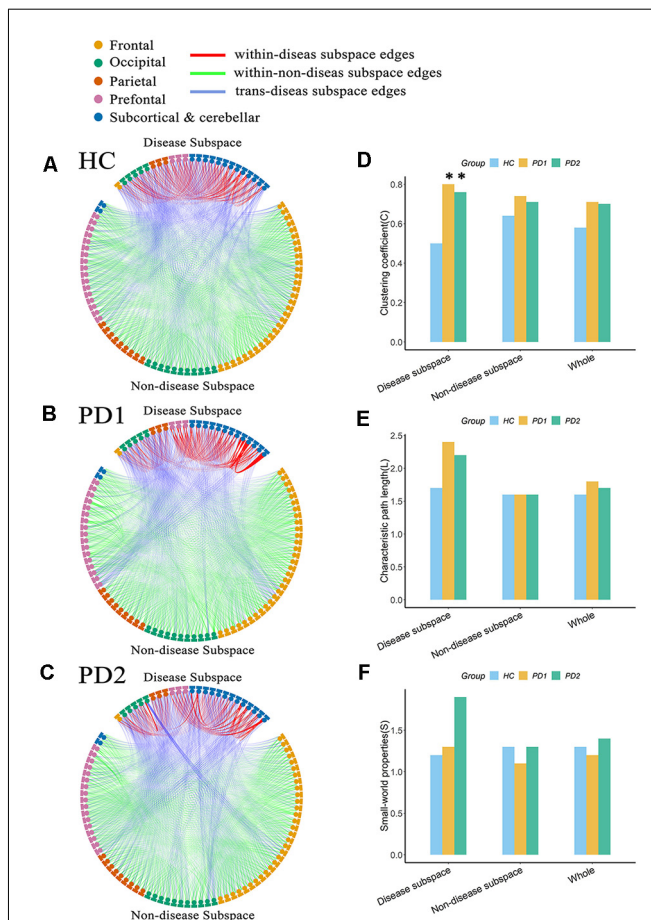 Frontal
Occipital
Parietal
Prefontal
Subcortical & cerebellar
within-diseas subspace edges
within-non-diseas subspace edges
trans-diseas subspace edges
A HC
Disease Subspace
Non-disease Subspace
B PD1
Disease Subspace
Non-disease Subspace
C PD2
Disease Subspace
Non-disease Subspace
D
Group HC PD1 PD2
* *
Clustering coefficient(C)
0.8
0.6
0.4
0.2
0.0
Disease subspace
Non-disease subspace
Whole
E
Group HC PD1 PD2
Characteristic path length(L)
2.5
2.0
1.5
1.0
0.5
0.0
Disease subspace
Non-disease subspace
Whole
F
Group HC PD1 PD2
Small-world properties(S)
1.5
1.0
0.5
0.0
Disease subspace
Non-disease subspace
Whole